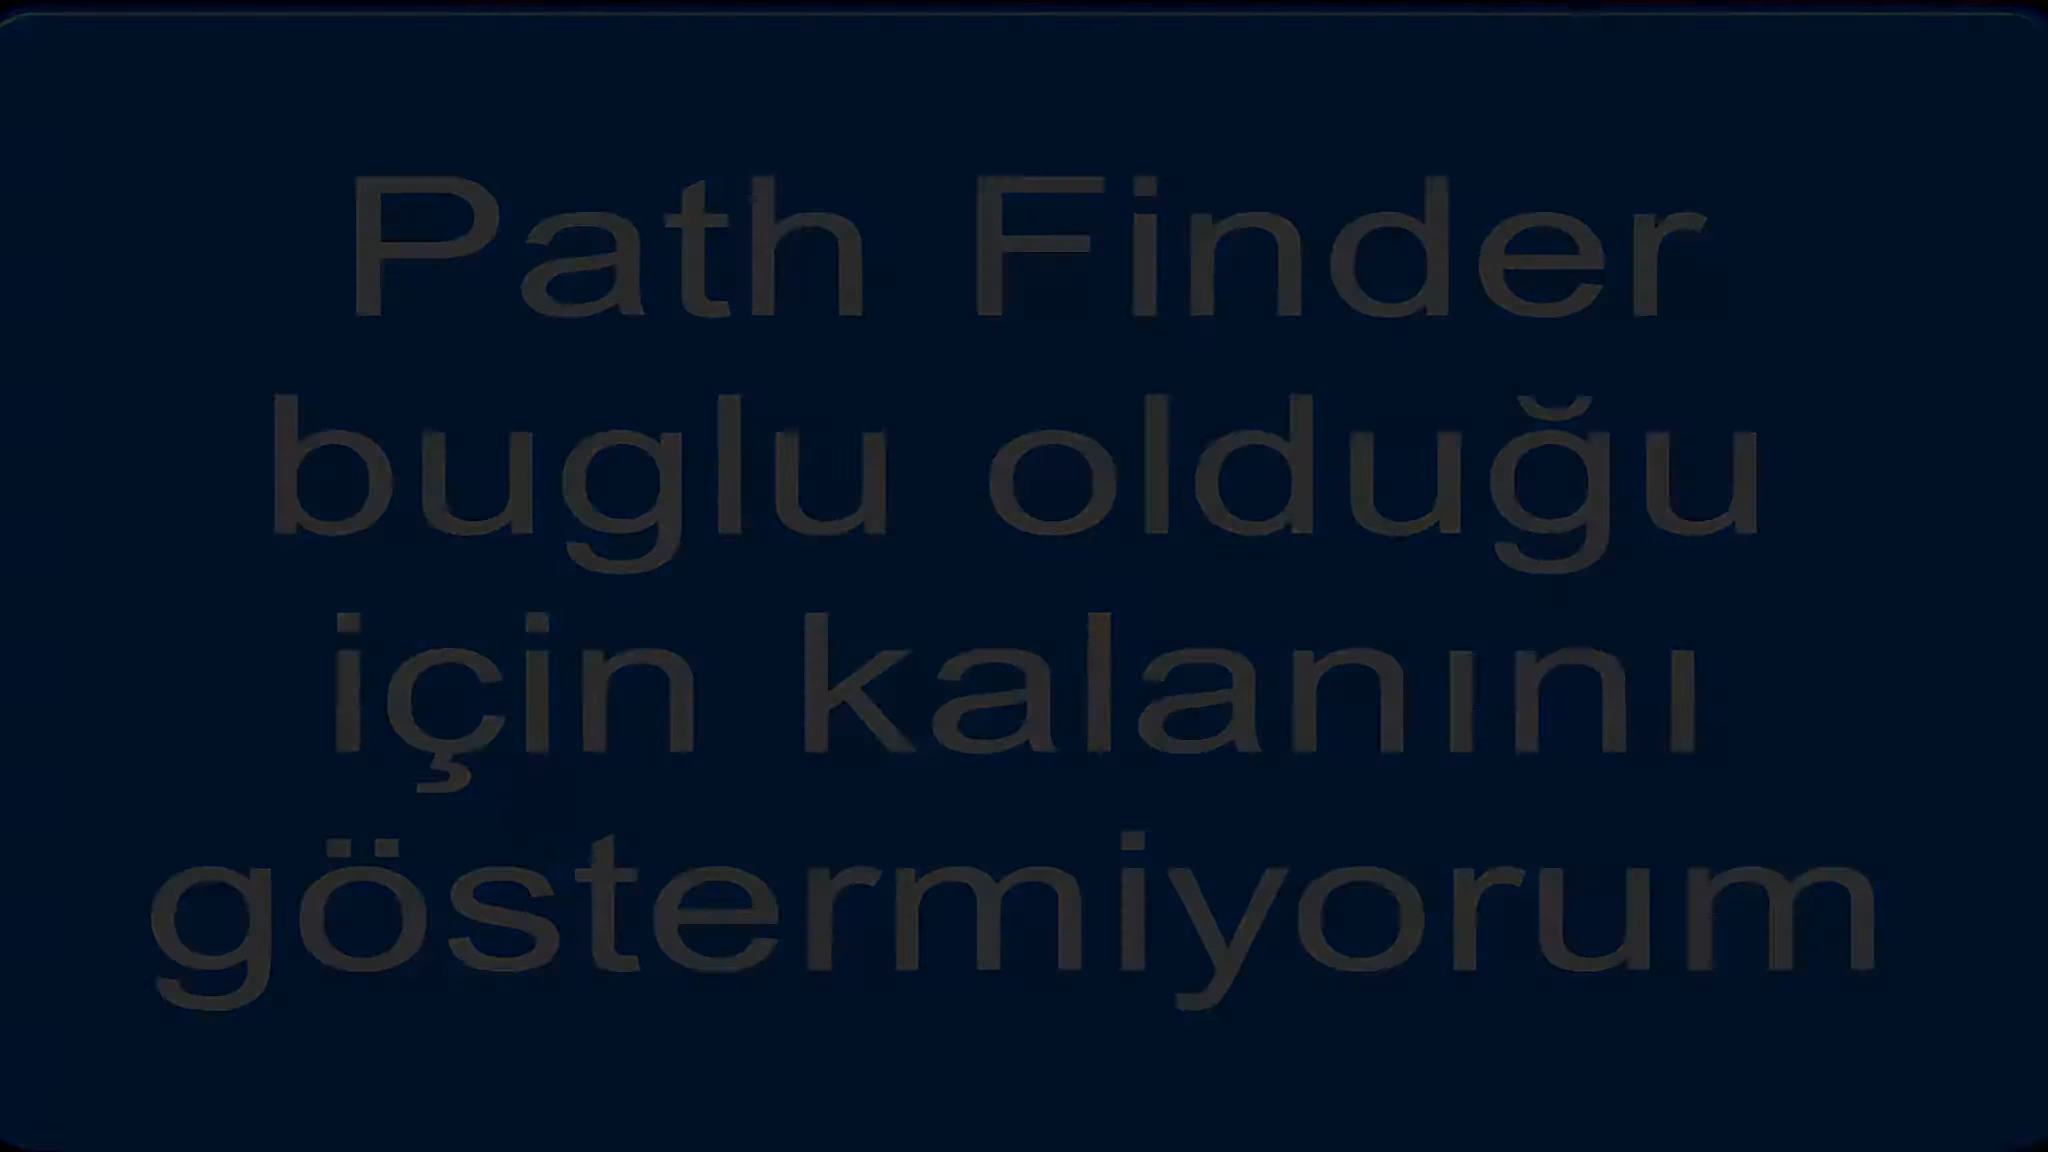 Path Finder
buglu olduğu
için kalanını
göstermiyorum